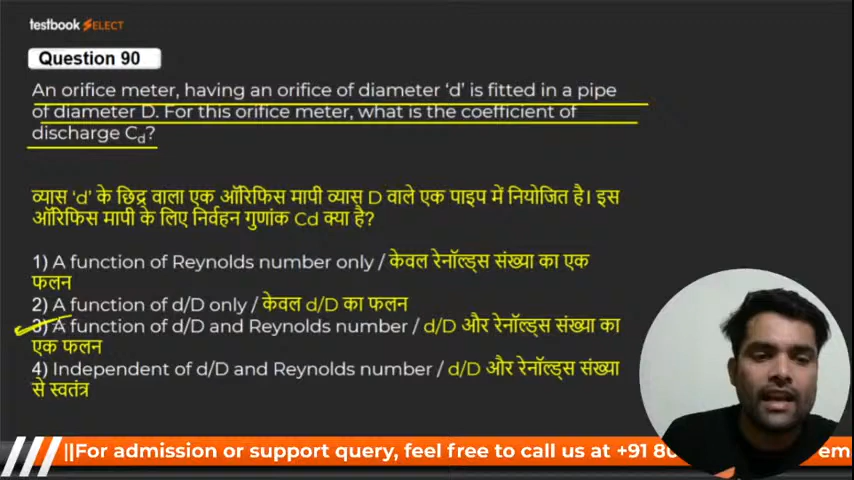 testbook SELECT
Question 90
An orifice meter, having an orifice of diameter 'd' is fitted in a pipe
of diameter D. For this orifice meter, what is the coefficient of
discharge Cd?
व्यास 'd' के छिद्र वाला एक ऑरिफिस मापी व्यास D वाले एक पाइप में नियोजित है। इस
ऑरिफिस मापी के लिए निर्वहन गुणांक Cd क्या है?
1) A function of Reynolds number only / केवल रेनॉल्ड्स संख्या का एक
फलन
2) A function of d/D only / केवल d/D का फलन
3) A function of d/D and Reynolds number / d/D और रेनॉल्ड्स संख्या का
एक फलन
4) Independent of d/D and Reynolds number / d/D और रेनॉल्ड्स संख्या
से स्वतंत्र
||For admission or support query, feel free to call us at +91 8 em